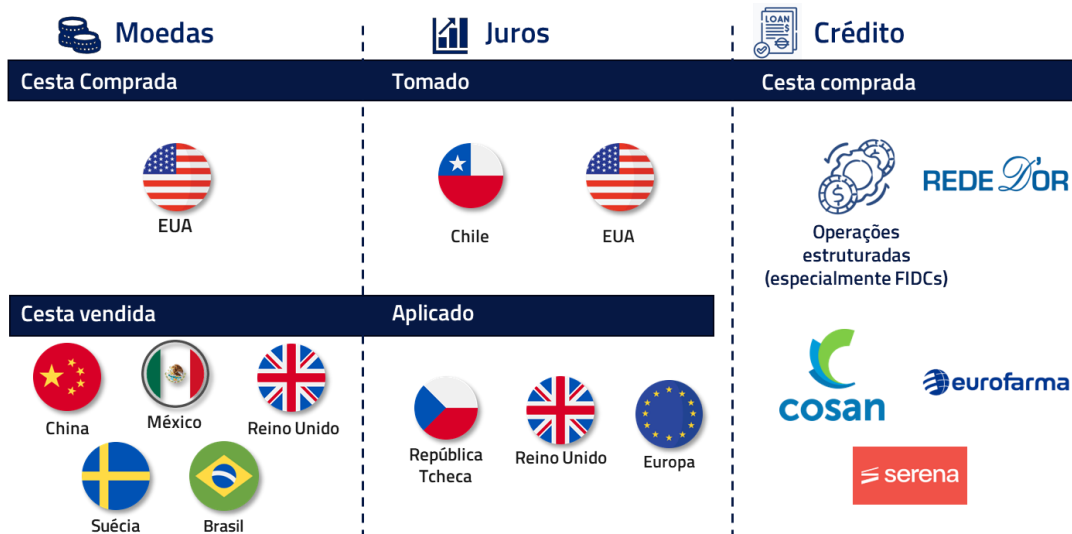 Moedas
Juros
LOAN
$
Crédito
Cesta Comprada
Tomado
Cesta comprada
EUA
Chile
EUA
$
REDE D'OR
Operações
estruturadas
(especialmente FIDCs)
Cesta vendida
Aplicado
China
México
Reino Unido
Suécia
Brasil
República
Tcheca
Reino Unido
Europa
cosan
eurofarma
serena